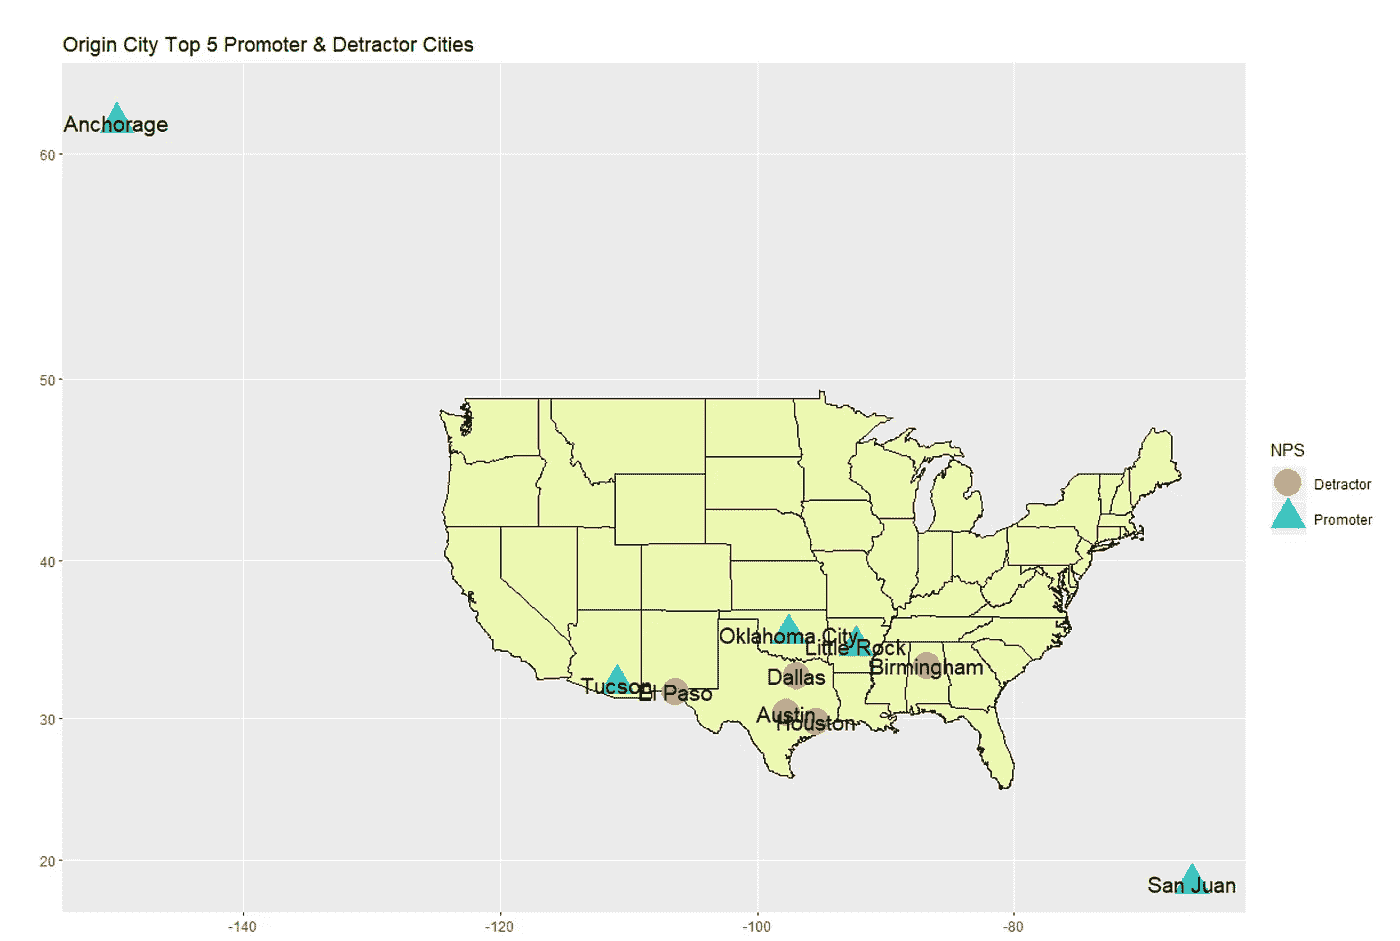 Origin City Top 5 Promoter & Detractor Cities
Anchorage
60
50
40
30
20
Oklahoma City
Little Rock
Birmingham
Dallas
Tucson
El Paso
Austin
Houston
San Juan
-140
-120
-100
-80
NPS
Detractor
Promoter